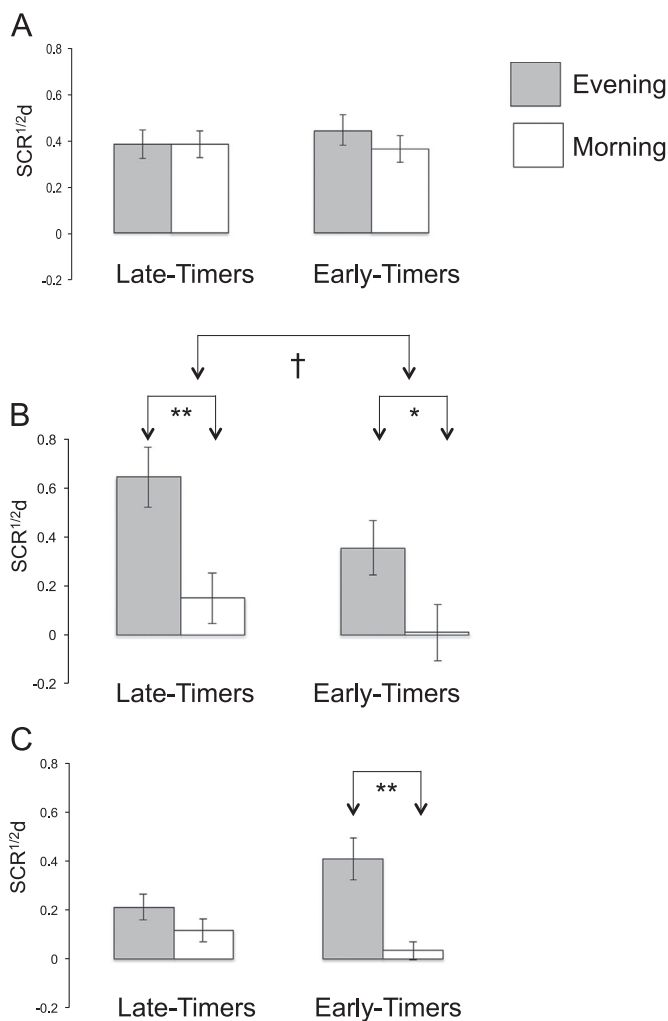 A
0.8
0.6
0.4
0.2
0
-0.2
SCR1/2d
Late-Timers
Early-Timers
Evening
Morning
†
B
**
*
0.8
0.6
0.4
0.2
0
-0.2
SCR1/2d
Late-Timers
Early-Timers
C
**
0.8
0.6
0.4
0.2
0
-0.2
SCR1/2d
Late-Timers
Early-Timers